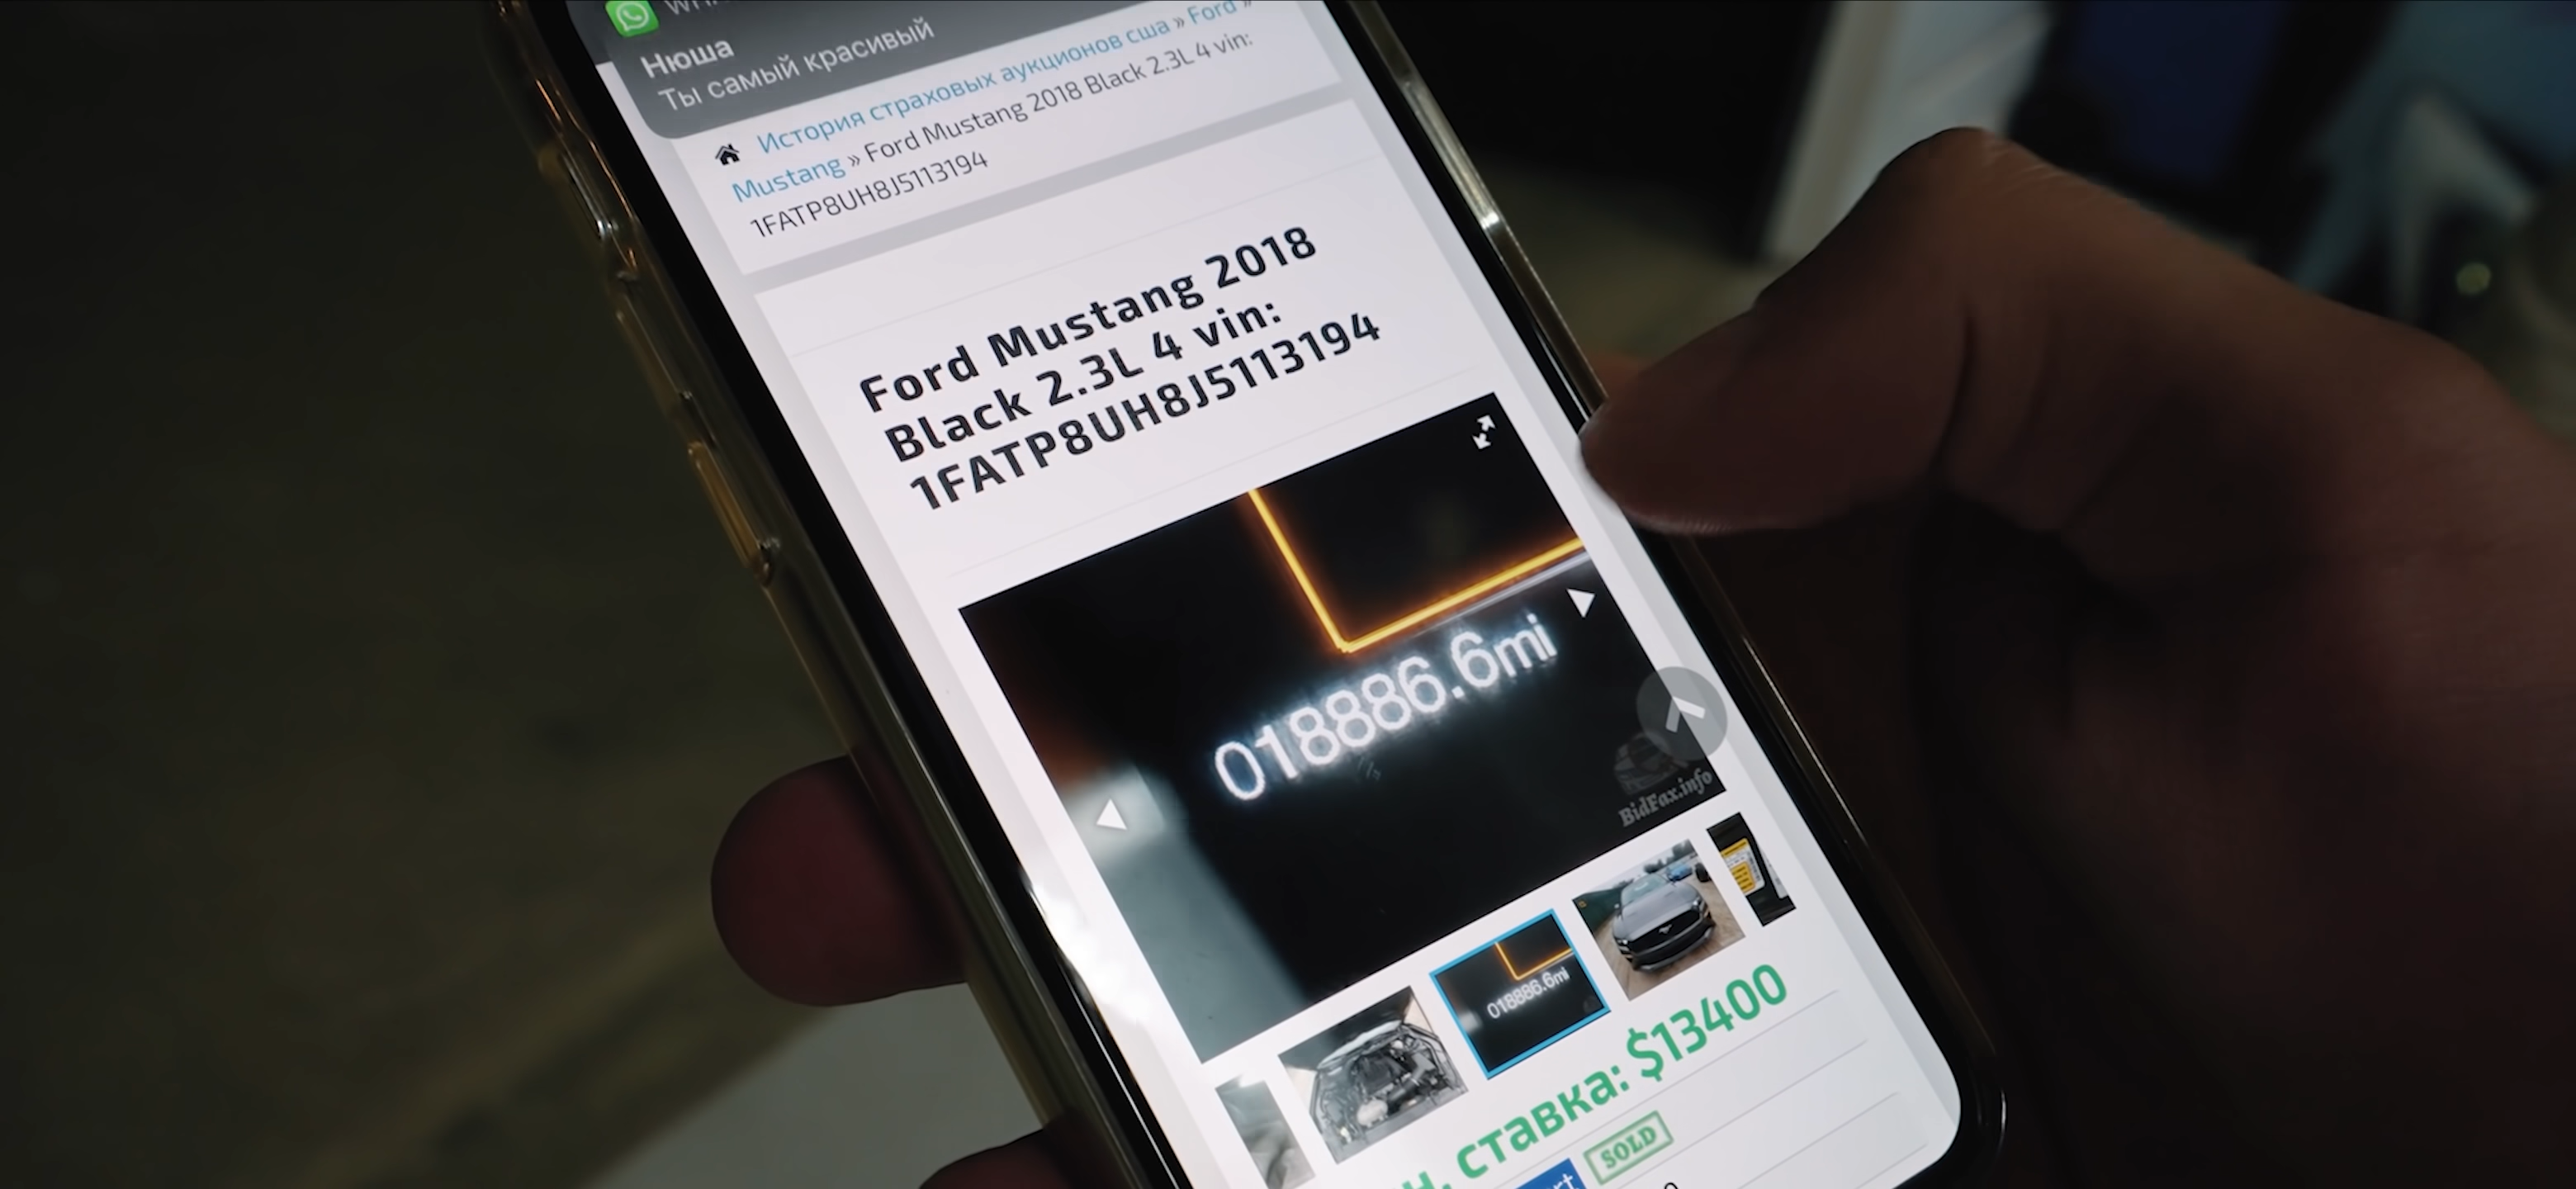 Нюша
Ты самый красивый
История страховых аукционов сша » Ford »
Mustang » Ford Mustang 2018 Black 2.3L 4 vin:
1FATP8UH8J5113194
Ford Mustang 2018
Black 2.3L 4 vin:
1FATP8UH8J5113194
018886.6mi
BidFax.info
018886.6mi
ставка: $13400
SOLD